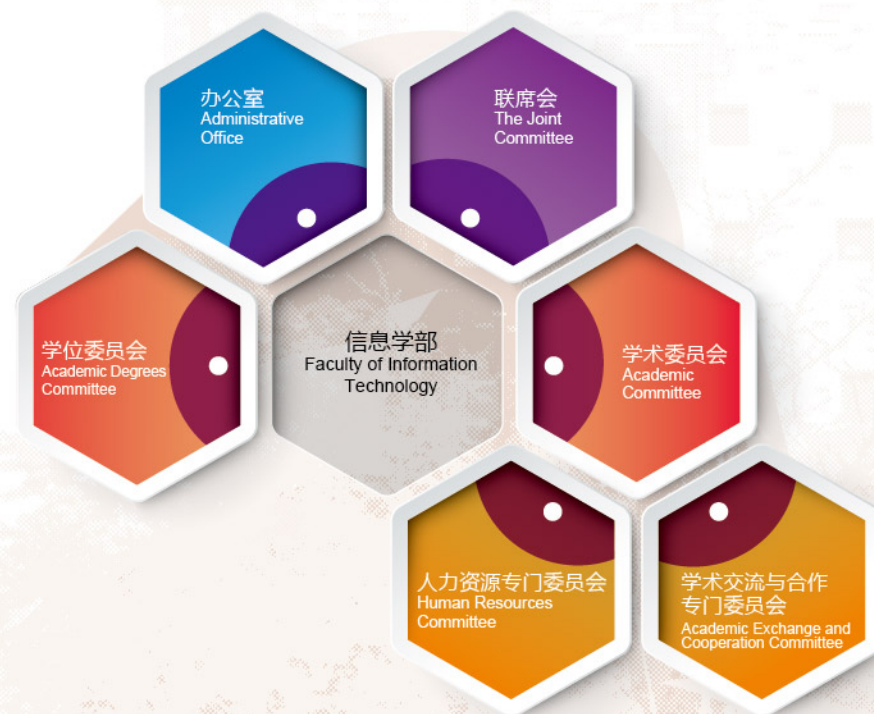 办公室
Administrative
Office
联席会
The Joint
Committee
学位委员会
Academic Degrees
Committee
信息学部
Faculty of Information
Technology
学术委员会
Academic
Committee
人力资源专门委员会
Human Resources
Committee
学术交流与合作
专门委员会
Academic Exchange and
Cooperation Committee